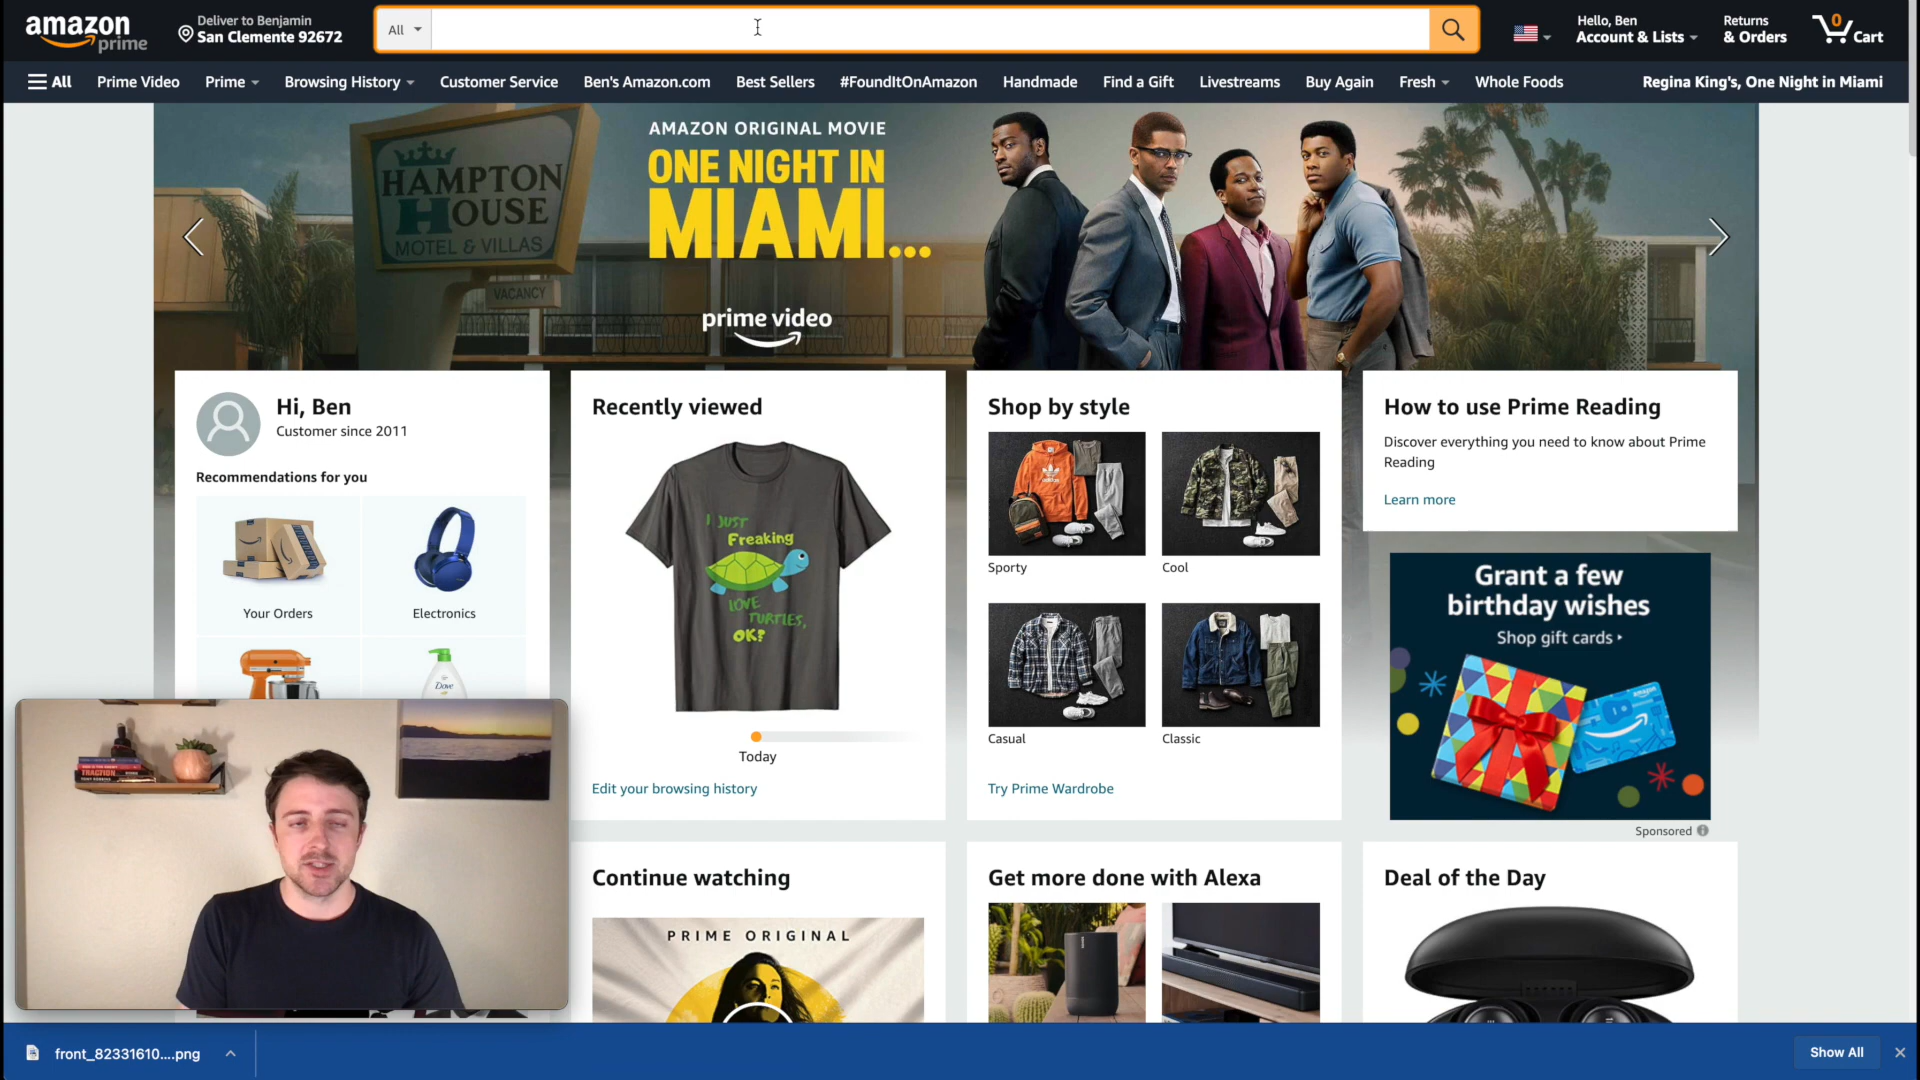 amazon
prime
Deliver to Benjamin
San Clemente 92672
All
Hello, Ben
Account & Lists
Returns
& Orders
0
Cart
All
Prime Video
Prime
Browsing History
Customer Service
Ben's Amazon.com
Best Sellers
#FoundItOnAmazon
Handmade
Find a Gift
Livestreams
Buy Again
Fresh
Whole Foods
Regina King's, One Night in Miami
HAMPTON
HOUSE
MOTEL & VILLAS
VACANCY
AMAZON ORIGINAL MOVIE
ONE NIGHT IN
MIAMI...
prime video
Hi, Ben
Customer since 2011
Recommendations for you
Your Orders
Electronics
Dove
Recently viewed
I JUST
Freaking
LOVE
TURTLES,
OK?
Today
Edit your browsing history
Shop by style
Sporty
Cool
Casual
Classic
Try Prime Wardrobe
How to use Prime Reading
Discover everything you need to know about Prime
Reading
Learn more
Grant a few
birthday wishes
Shop gift cards
Sponsored
TRACTION
Continue watching
PRIME ORIGINAL
Get more done with Alexa
Deal of the Day
front_82331610....png
Show All